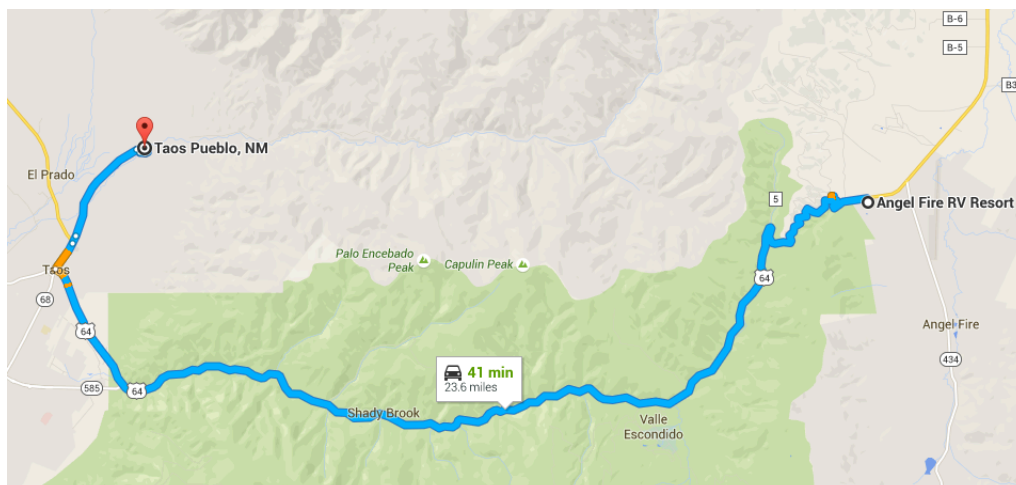 B-6
B-5
B3
Taos Pueblo, NM
El Prado
5
Angel Fire RV Resort
Palo Encebado
Peak
Capulin Peak
Taos
64
68
64
Angel Fire
41 min
23.6 miles
434
585
64
Shady Brook
Valle
Escondido